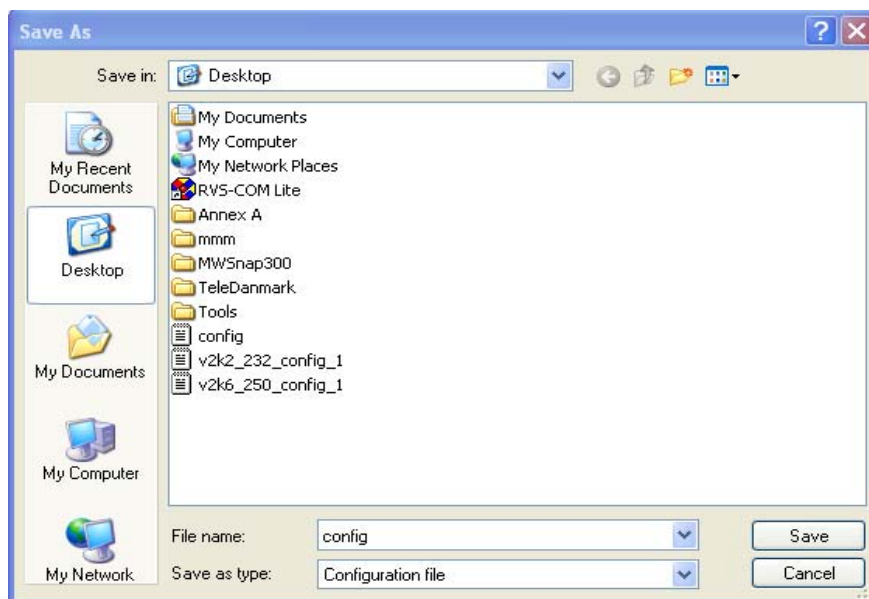 Save As
Save in:
Desktop
My Recent
Documents
Desktop
My Documents
My Computer
My Network
My Documents
My Computer
My Network Places
RVS-COM Lite
Annex A
mmm
MWSnap300
TeleDanmark
Tools
config
v2k2_232_config_1
v2k6_250_config_1
File name:
config
Save
Save as type:
Configuration file
Cancel